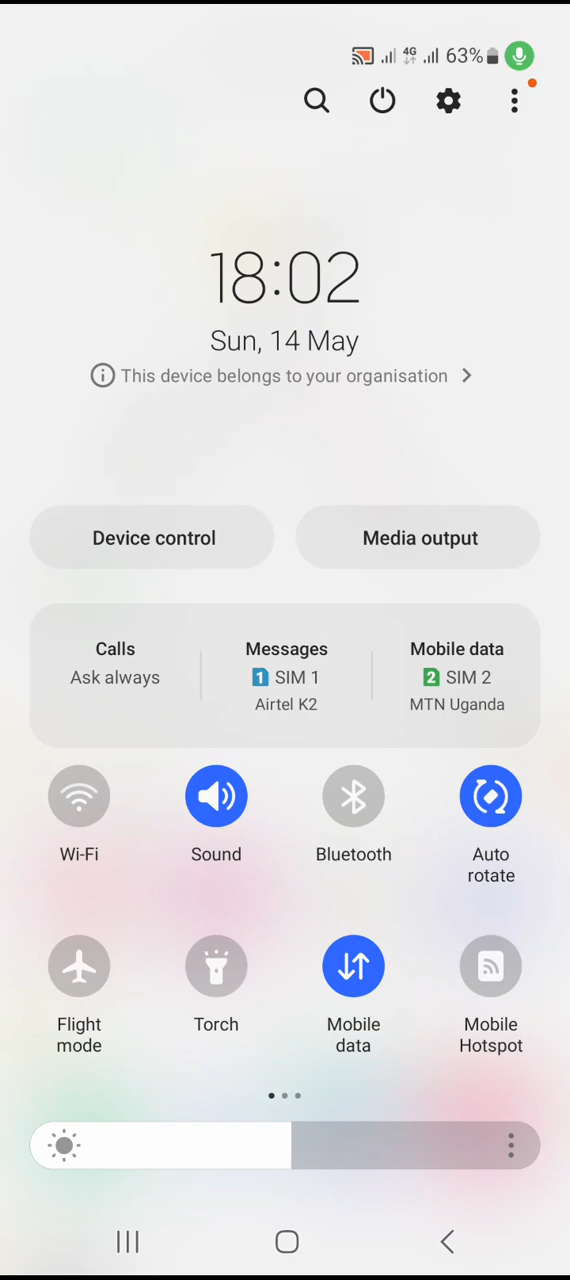 4G 63%
18:02
Sun, 14 May
This device belongs to your organisation
Device control
Media output
Calls
Ask always
Messages
1 SIM 1
Airtel K2
Mobile data
2 SIM 2
MTN Uganda
Wi-Fi
Sound
Bluetooth
Auto
rotate
Flight
mode
Torch
Mobile
data
Mobile
Hotspot